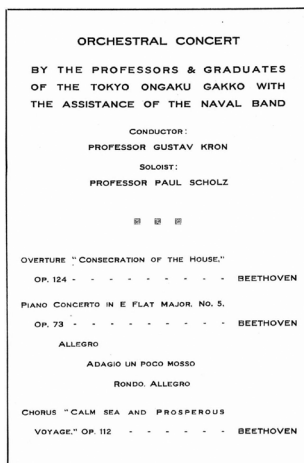 ORCHESTRAL CONCERT
BY THE PROFESSORS & GRADUATES
OF THE TOKYO ONGAKU GAKKO WITH
THE ASSISTANCE OF THE NAVAL BAND
CONDUCTOR:
PROFESSOR GUSTAV KRON
SOLOIST:
PROFESSOR PAUL SCHOLZ
OVERTURE "CONSECRATION OF THE HOUSE,"
OP. 124 - - - - - - - - - BEETHOVEN
PIANO CONCERTO IN E FLAT MAJOR, NO. 5,
OP. 73 - - - - - - - - - BEETHOVEN
ALLEGRO
ADAGIO UN POCO MOSSO
RONDO. ALLEGRO
CHORUS "CALM SEA AND PROSPEROUS
VOYAGE." OP. 112 - - - - - - BEETHOVEN